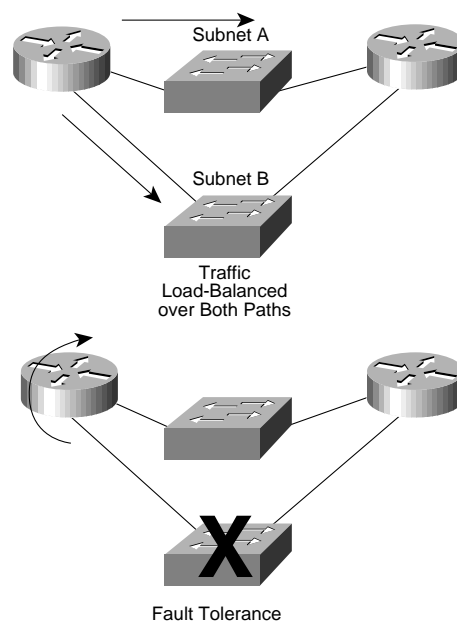 Subnet A
Subnet B
Traffic
Load-Balanced
over Both Paths
X
Fault Tolerance